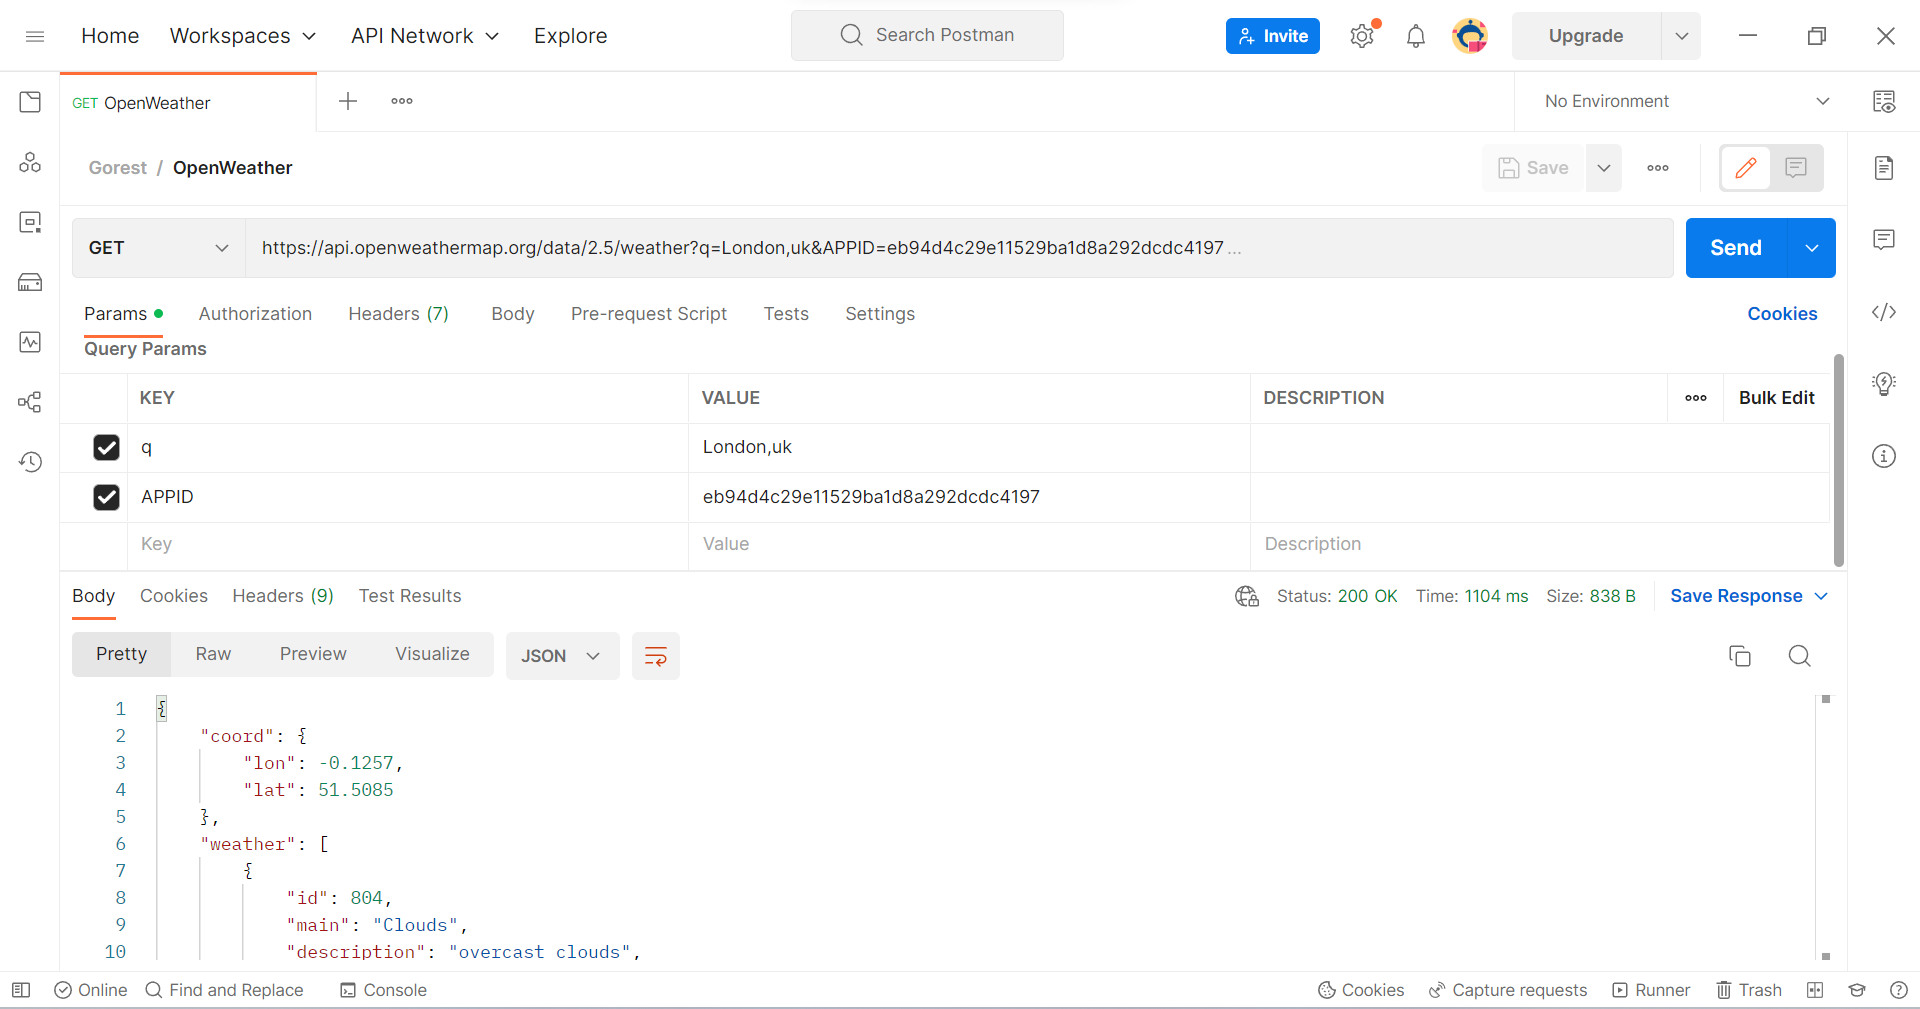 Home Workspaces API Network Explore Search Postman Invite Upgrade
GET OpenWeather No Environment
Gorest / OpenWeather Save
GET https://api.openweathermap.org/data/2.5/weather?q=London,uk&APPID=eb94d4c29e11529ba1d8a292dcdc4197 ... Send
Params Authorization Headers (7) Body Pre-request Script Tests Settings Cookies
Query Params
KEY VALUE DESCRIPTION Bulk Edit
q London,uk
APPID eb94d4c29e11529ba1d8a292dcdc4197
Key Value Description
Body Cookies Headers (9) Test Results Status: 200 OK Time: 1104 ms Size: 838 B Save Response
Pretty Raw Preview Visualize JSON
1 {
2 "coord": {
3 "lon": -0.1257,
4 "lat": 51.5085
5 },
6 "weather": [
7 {
8 "id": 804,
9 "main": "Clouds",
10 "description": "overcast clouds",
Online Find and Replace Console Cookies Capture requests Runner Trash